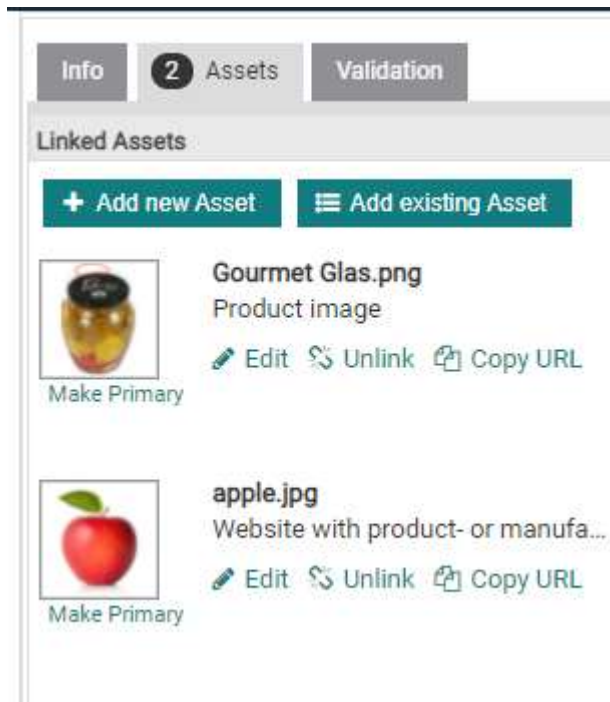 Info
2 Assets
Validation
Linked Assets
Add new Asset
Add existing Asset
Gourmet Glas.png
Product image
Edit Unlink Copy URL
Make Primary
apple.jpg
Website with product- or manufa...
Edit Unlink Copy URL
Make Primary